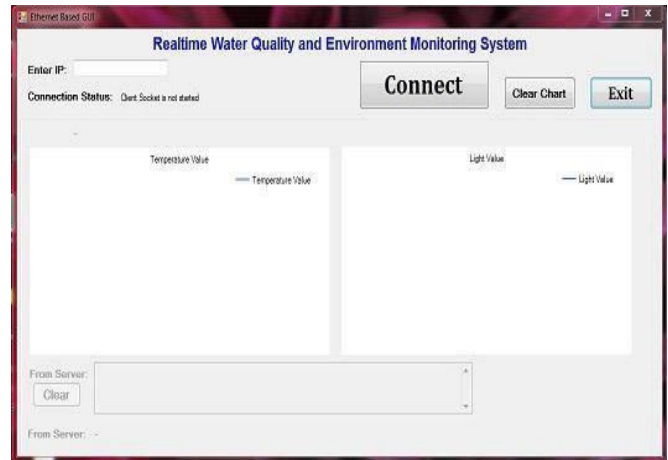 Ethernet Based GUI
Realtime Water Quality and Environment Monitoring System
Enter IP:
Connect
Clear Chart
Exit
Connection Status: Client Socket is not started
-
Temperature Value
Temperature Value
Light Value
Light Value
From Server:
Clear
From Server: -